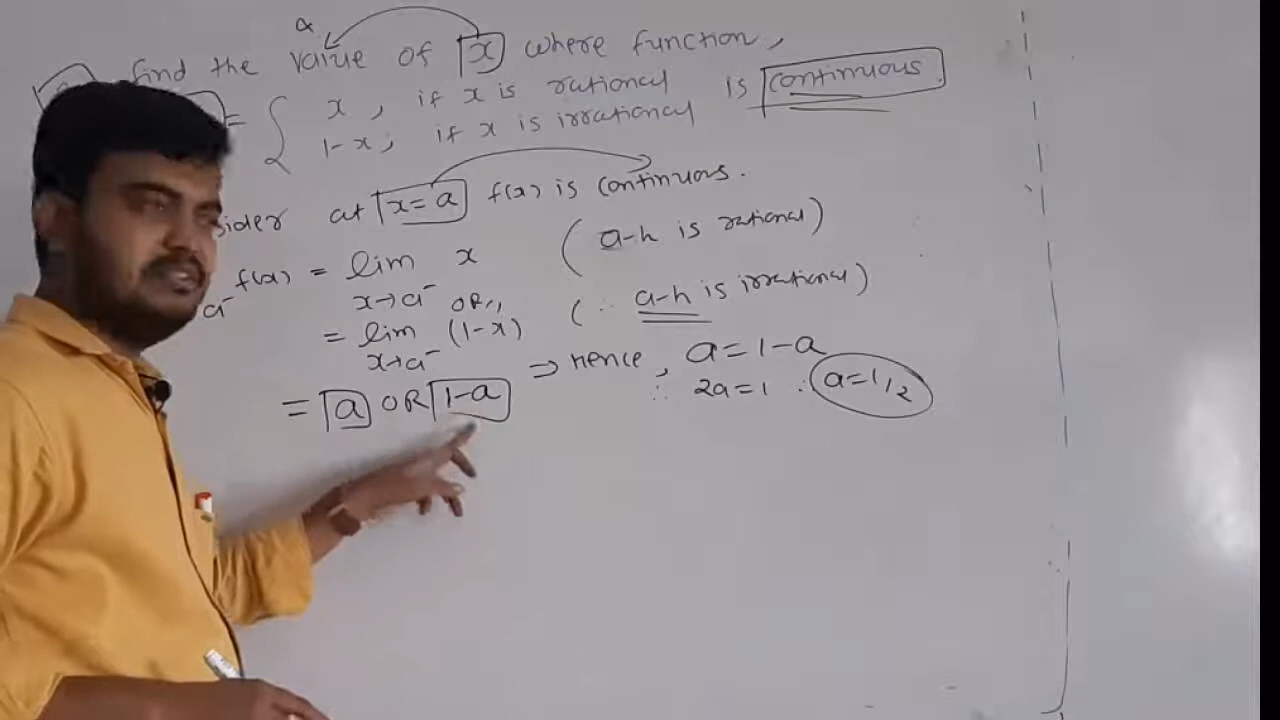 a
find the value of x where function,
= { x, if x is rational
1-x; if x is irrational is continuous.
sider at x=a f(x) is continuous.
a⁻ f(x) = lim x→a⁻ x (a-h is rational)
OR,,
= lim x→a⁻ (1-x) (∵ a-h is irrational)
= a OR 1-a ⇒ Hence, a=1-a
∴ 2a=1 ∴ a=1/2